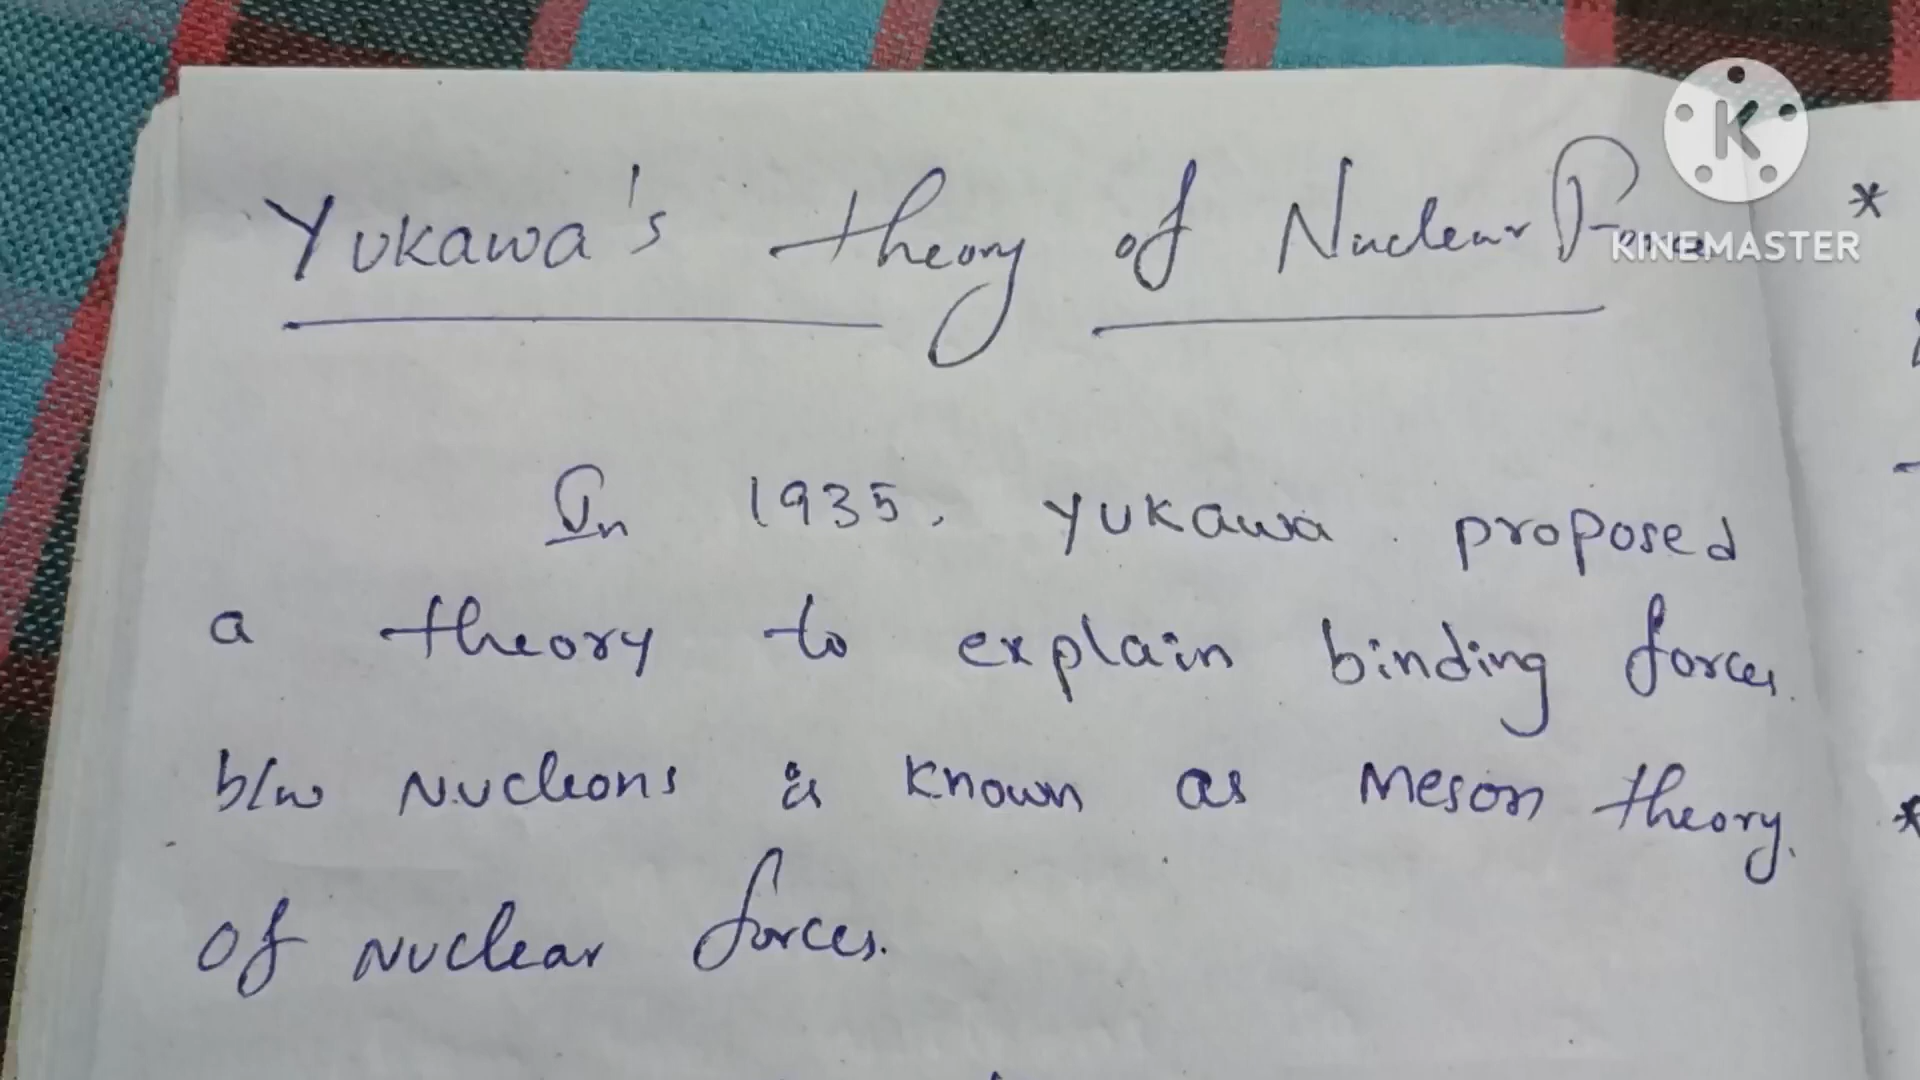 Yukawa's theory of Nuclear Force
KINEMASTER
*
In 1935, Yukawa proposed
a theory to explain binding forces
b/w Nucleons is known as Meson theory.
*
of Nuclear forces.